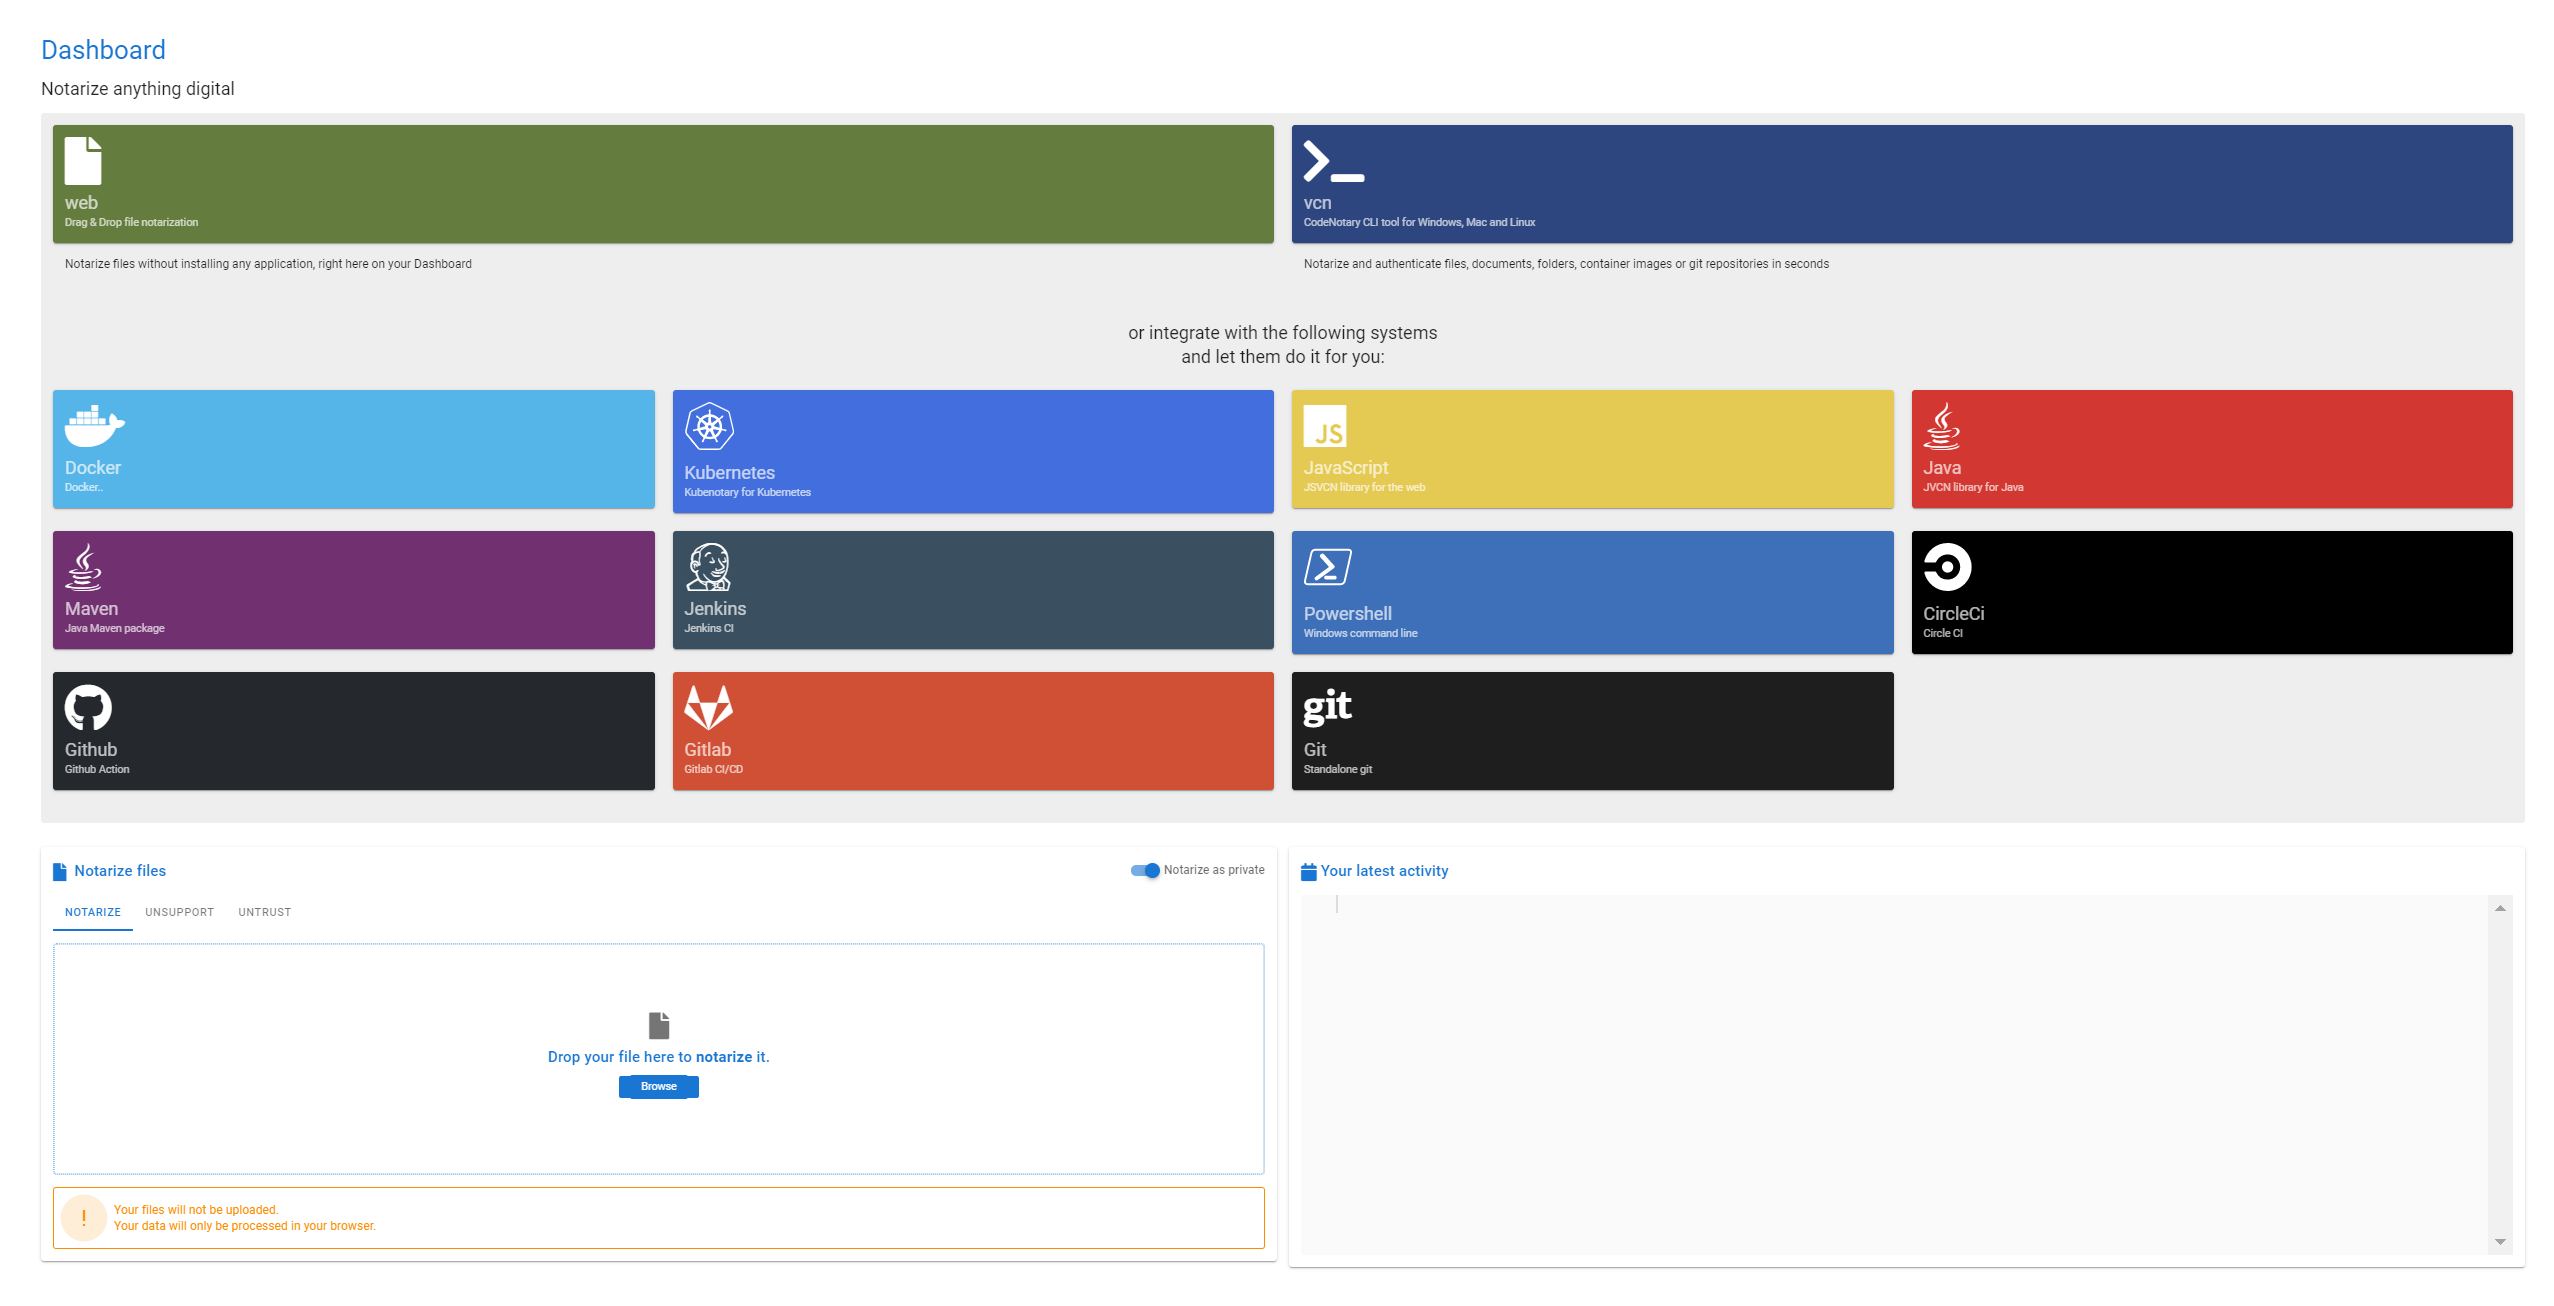 Dashboard
Notarize anything digital
web
Drag & Drop file notarization
Notarize files without installing any application, right here on your Dashboard
vcn
CodeNotary CLI tool for Windows, Mac and Linux
Notarize and authenticate files, documents, folders, container images or git repositories in seconds
or integrate with the following systems
and let them do it for you:
Docker
Docker..
Kubernetes
Kubenotary for Kubernetes
JS
JavaScript
JSVCN library for the web
Java
JVCN library for Java
Maven
Java Maven package
Jenkins
Jenkins CI
Powershell
Windows command line
CircleCi
Circle CI
Github
Github Action
Gitlab
Gitlab CI/CD
git
Git
Standalone git
Notarize files
Notarize as private
NOTARIZE UNSUPPORT UNTRUST
Drop your file here to notarize it.
Browse
!
Your files will not be uploaded.
Your data will only be processed in your browser.
Your latest activity